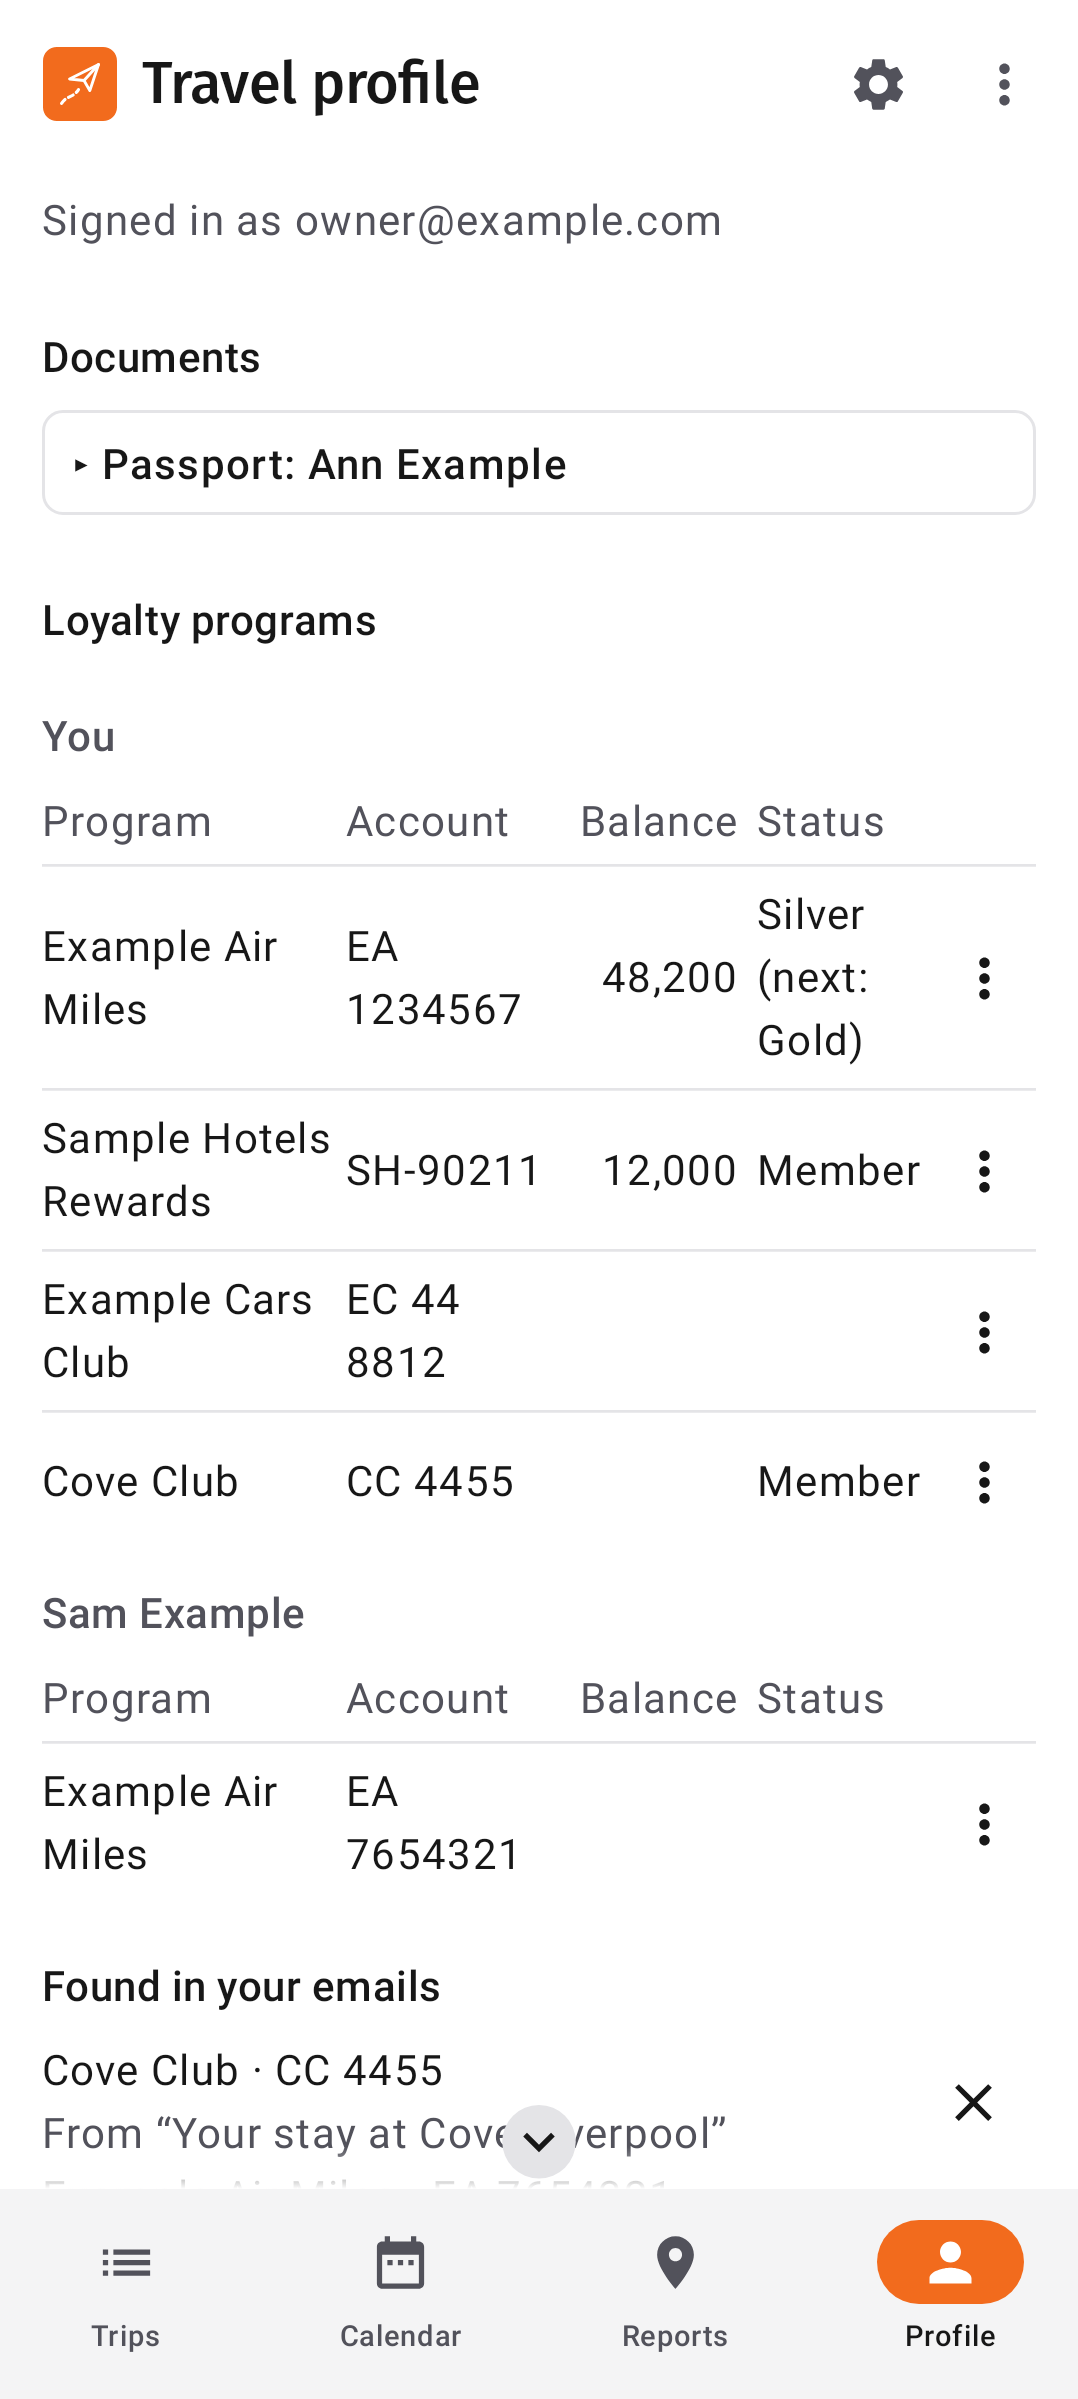 Travel profile
Signed in as owner@example.com
Documents
Passport: Ann Example
Loyalty programs
You
Program Account Balance Status
Example Air Miles EA 1234567 48,200 Silver (next: Gold)
Sample Hotels Rewards SH-90211 12,000 Member
Example Cars Club EC 44 8812
Cove Club CC 4455 Member
Sam Example
Program Account Balance Status
Example Air Miles EA 7654321
Found in your emails
Cove Club · CC 4455
From “Your stay at Cove verpool”
Trips Calendar Reports Profile